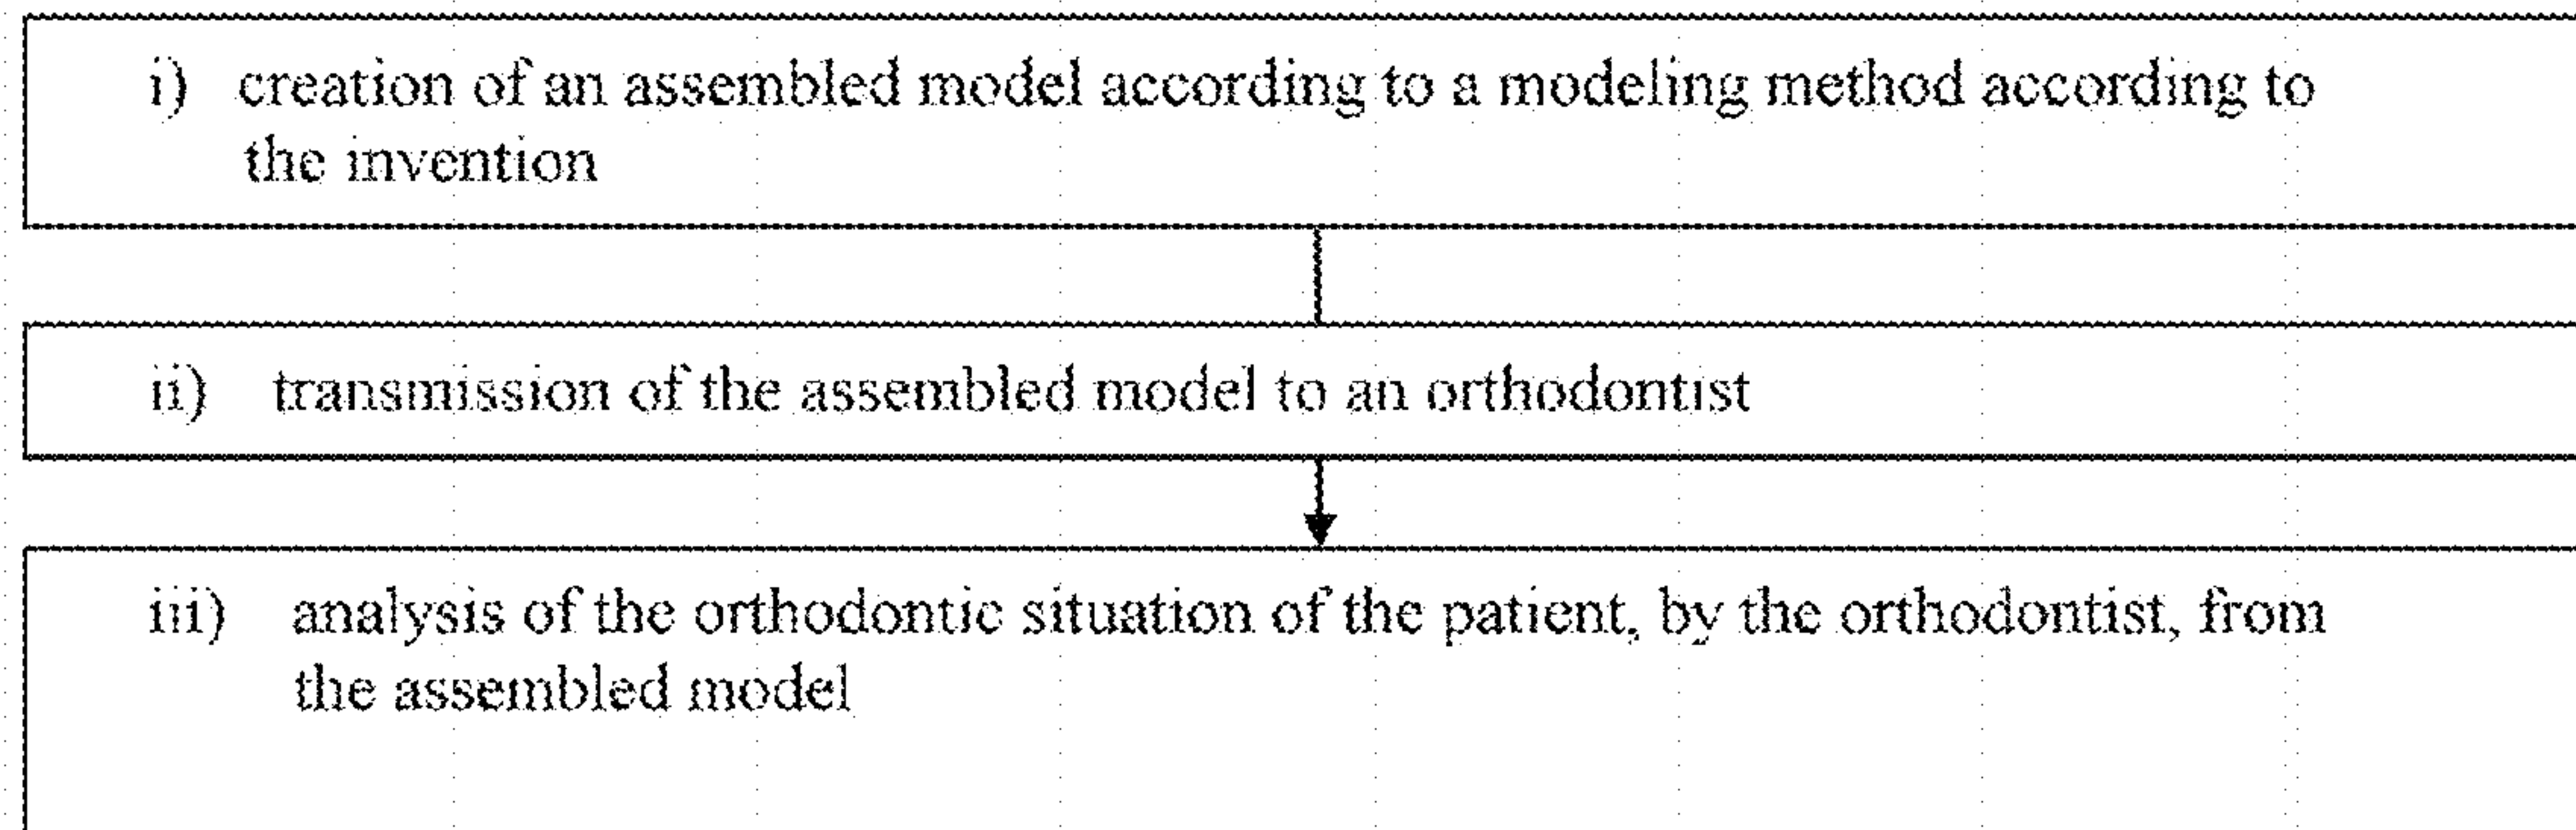 i) creation of an assembled model according to a modeling method according to
the invention
ii) transmission of the assembled model to an orthodontist
iii) analysis of the orthodontic situation of the patient, by the orthodontist, from
the assembled model